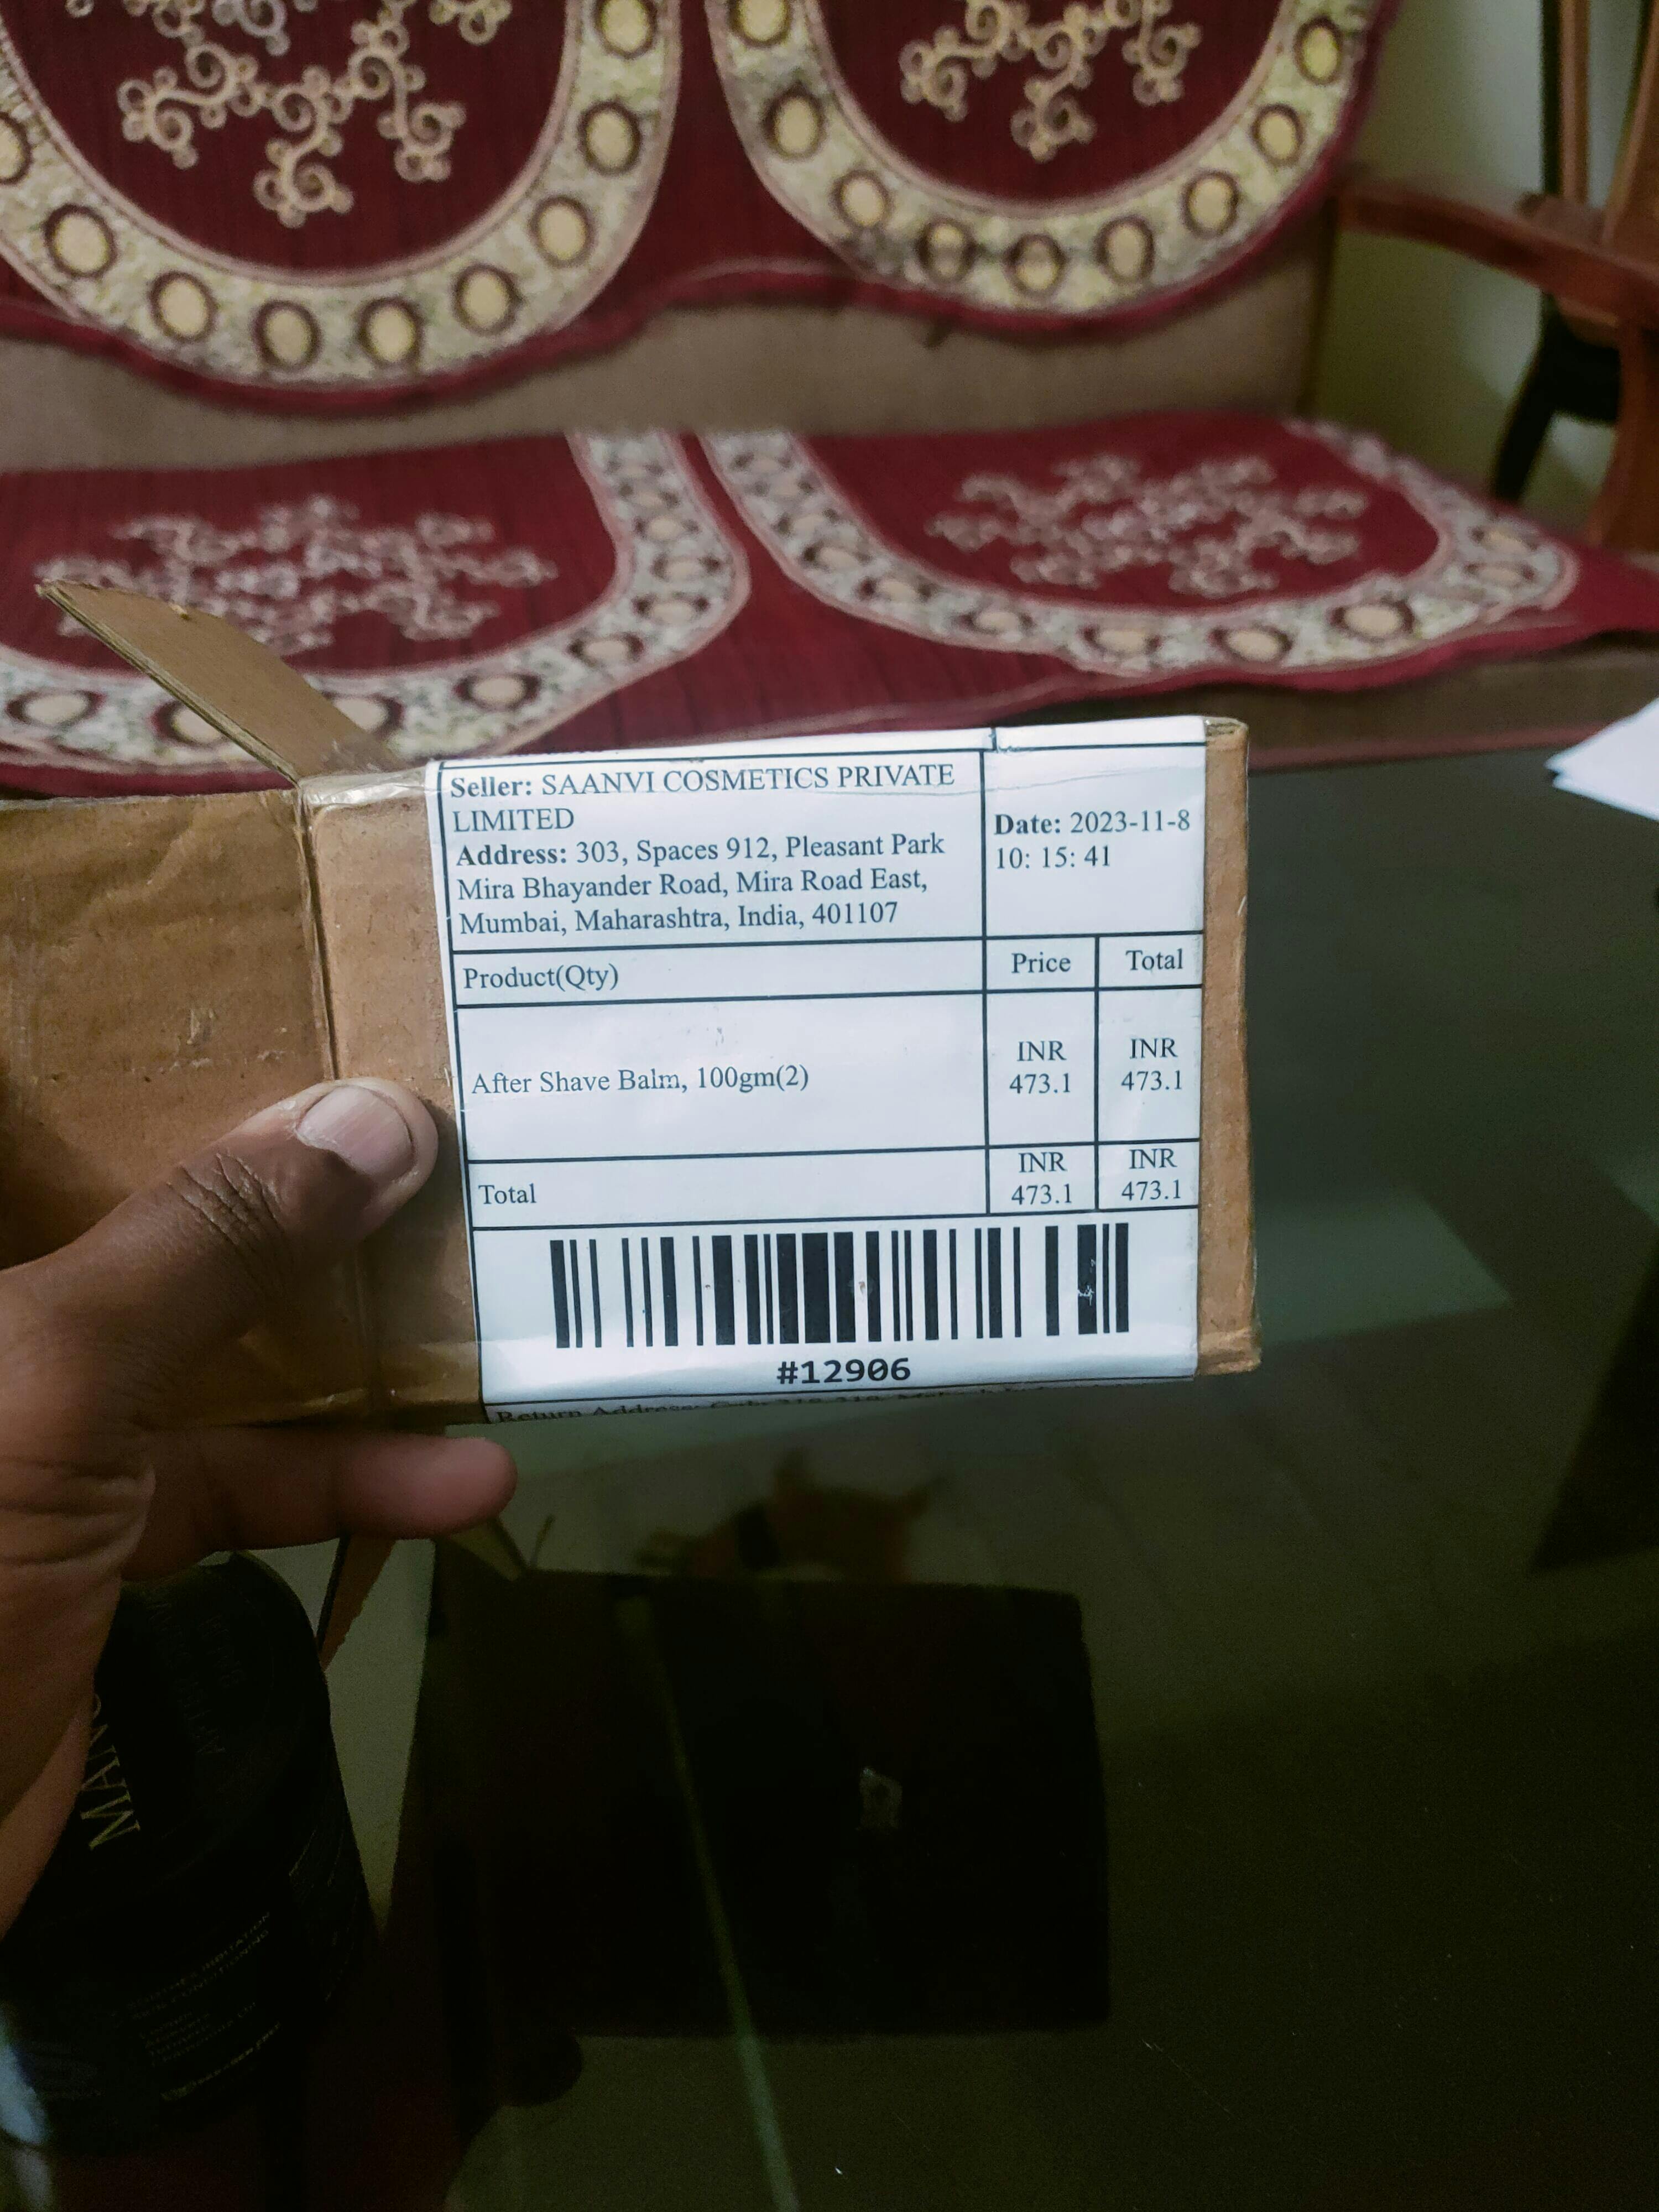 Seller: SAANVI COSMETICS PRIVATE
LIMITED
Address: 303, Spaces 912, Pleasant Park
Mira Bhayander Road, Mira Road East,
Mumbai, Maharashtra, India, 401107
Date: 2023-11-8
10: 15: 41
Product(Qty)
Price
Total
After Shave Balm, 100gm(2)
INR
473.1
INR
473.1
Total
INR
473.1
INR
473.1
#12906
Return Address: